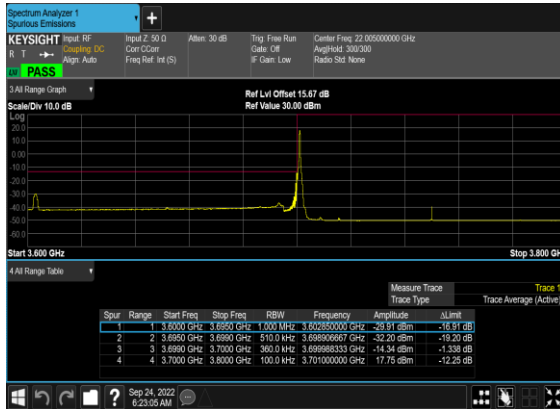 Spectrum Analyzer 1
Spurious Emissions
+
KEYSIGHT Input: RF Input Z: 50 Ω Atten: 30 dB Trig: Free Run Center Freq: 22.005000000 GHz
R T Coupling: DC Corr CCorr Gate: Off Avg|Hold: 300/300
Align: Auto Freq Ref: Int (S) IF Gain: Low Radio Std: None
PASS
3 All Range Graph
Ref Lvl Offset 15.67 dB
Scale/Div 10.0 dB Ref Value 30.00 dBm
Log
20.0
10.0
0.00
-10.0
-20.0
-30.0
-40.0
-50.0
-60.0
Start 3.600 GHz Stop 3.800 GH
4 All Range Table
Measure Trace Trace 1
Trace Type Trace Average (Active)
Spur Range Start Freq Stop Freq RBW Frequency Amplitude ΔLimit
1 1 3.6000 GHz 3.6950 GHz 1.000 MHz 3.602850000 GHz -29.91 dBm -16.91 dB
2 2 3.6950 GHz 3.6990 GHz 510.0 kHz 3.698906667 GHz -32.20 dBm -19.20 dB
3 3 3.6990 GHz 3.7000 GHz 360.0 kHz 3.699988333 GHz -14.34 dBm -1.338 dB
4 4 3.7000 GHz 3.8000 GHz 100.0 kHz 3.701000000 GHz 17.75 dBm -12.25 dB
? Sep 24, 2022
6:23:05 AM